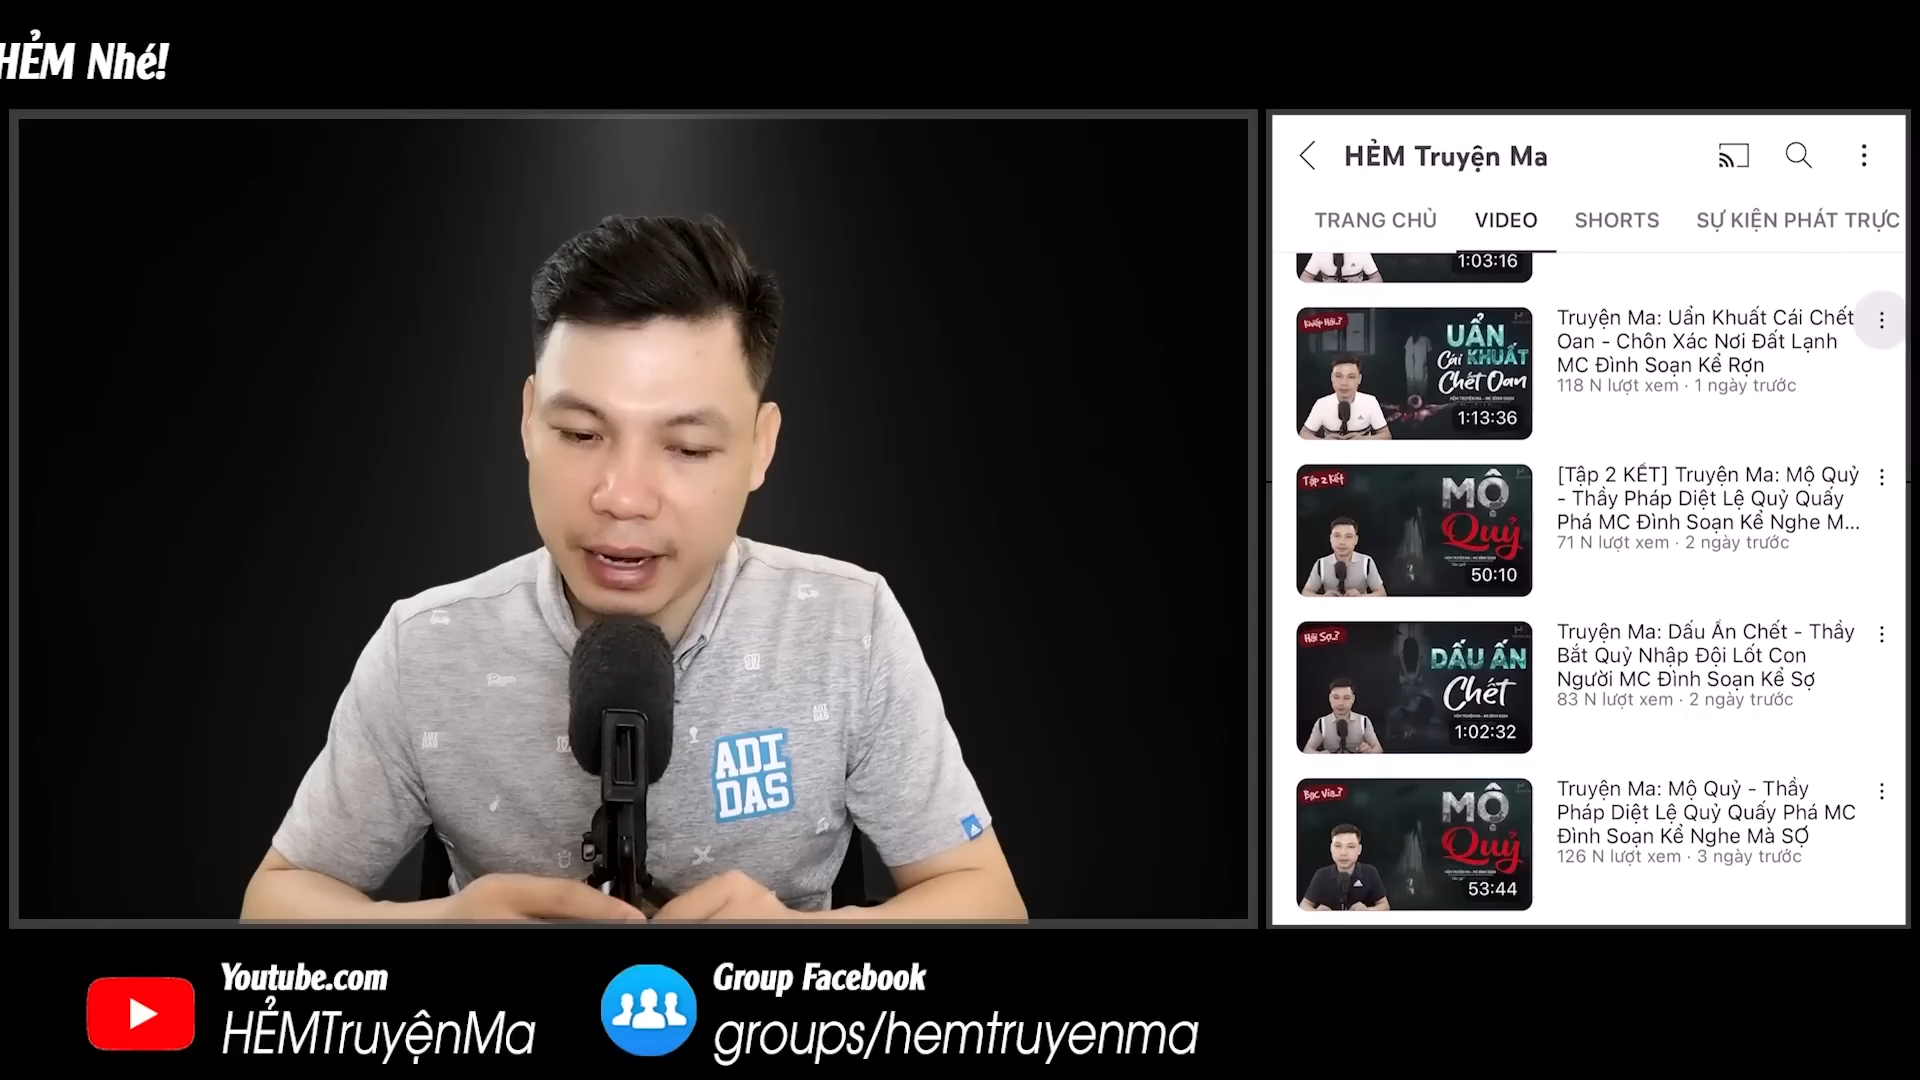 HẺM Nhé!
HẺM Truyện Ma
TRANG CHỦ VIDEO SHORTS SỰ KIỆN PHÁT TRỰC
1:03:16
Khiếp Hãi..?
UẨN
Cái KHUẤT
Chết Oan
1:13:36
Truyện Ma: Uẩn Khuất Cái Chết
Oan - Chôn Xác Nơi Đất Lạnh
MC Đình Soạn Kể Rợn
118 N lượt xem · 1 ngày trước
Tập 2 Kết
MỘ
Quỷ
50:10
[Tập 2 KẾT] Truyện Ma: Mộ Quỷ
- Thầy Pháp Diệt Lệ Quỷ Quấy
Phá MC Đình Soạn Kể Nghe M...
71 N lượt xem · 2 ngày trước
Hãi Sợ..?
DẤU ẤN
Chết
1:02:32
Truyện Ma: Dấu Ấn Chết - Thầy
Bắt Quỷ Nhập Đội Lốt Con
Người MC Đình Soạn Kể Sợ
83 N lượt xem · 2 ngày trước
Bạc Vía..?
MỘ
Quỷ
53:44
Truyện Ma: Mộ Quỷ - Thầy
Pháp Diệt Lệ Quỷ Quấy Phá MC
Đình Soạn Kể Nghe Mà SỢ
126 N lượt xem · 3 ngày trước
ADI
DAS
Youtube.com
HẺMTruyệnMa
Group Facebook
groups/hemtruyenma